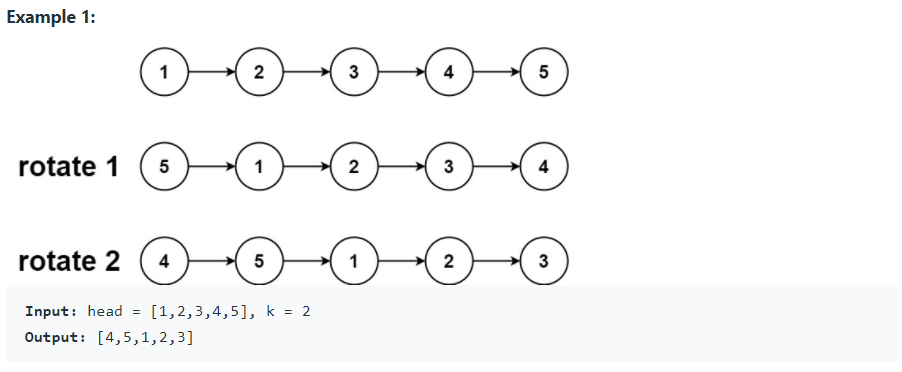 Example 1:
1 2 3 4 5
rotate 1 5 1 2 3 4
rotate 2 4 5 1 2 3
Input: head = [1,2,3,4,5], k = 2
Output: [4,5,1,2,3]